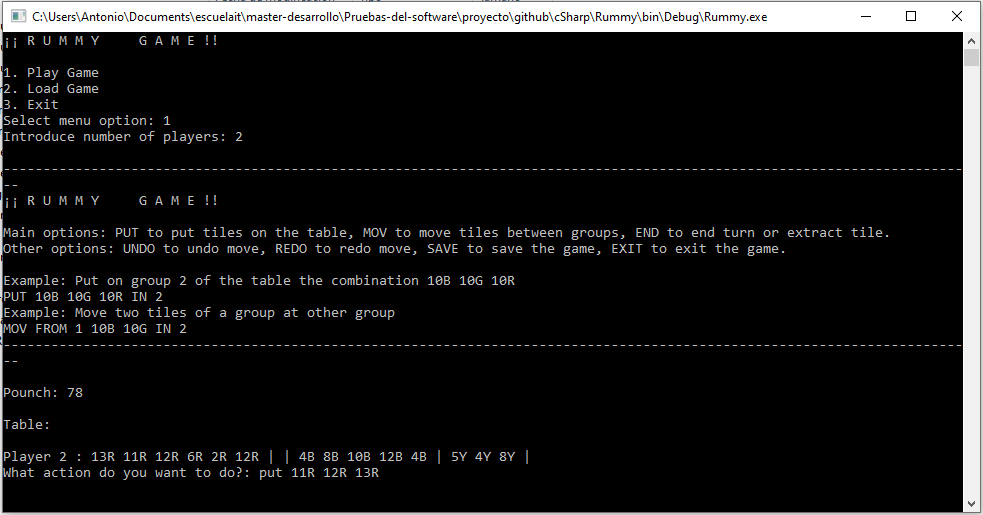 C:\Users\Antonio\Documents\escuelait\master-desarrollo\Pruebas-del-software\proyecto\github\cSharp\Rummy\bin\Debug\Rummy.exe
¡¡ R U M M Y     G A M E !!
1. Play Game
2. Load Game
3. Exit
Select menu option: 1
Introduce number of players: 2
------------------------------------------------------------------------------------------------------------------------
--
¡¡ R U M M Y     G A M E !!
Main options: PUT to put tiles on the table, MOV to move tiles between groups, END to end turn or extract tile.
Other options: UNDO to undo move, REDO to redo move, SAVE to save the game, EXIT to exit the game.
Example: Put on group 2 of the table the combination 10B 10G 10R
PUT 10B 10G 10R IN 2
Example: Move two tiles of a group at other group
MOV FROM 1 10B 10G IN 2
------------------------------------------------------------------------------------------------------------------------
--
Pounch: 78
Table:
Player 2 : 13R 11R 12R 6R 2R 12R | | 4B 8B 10B 12B 4B | 5Y 4Y 8Y |
What action do you want to do?: put 11R 12R 13R